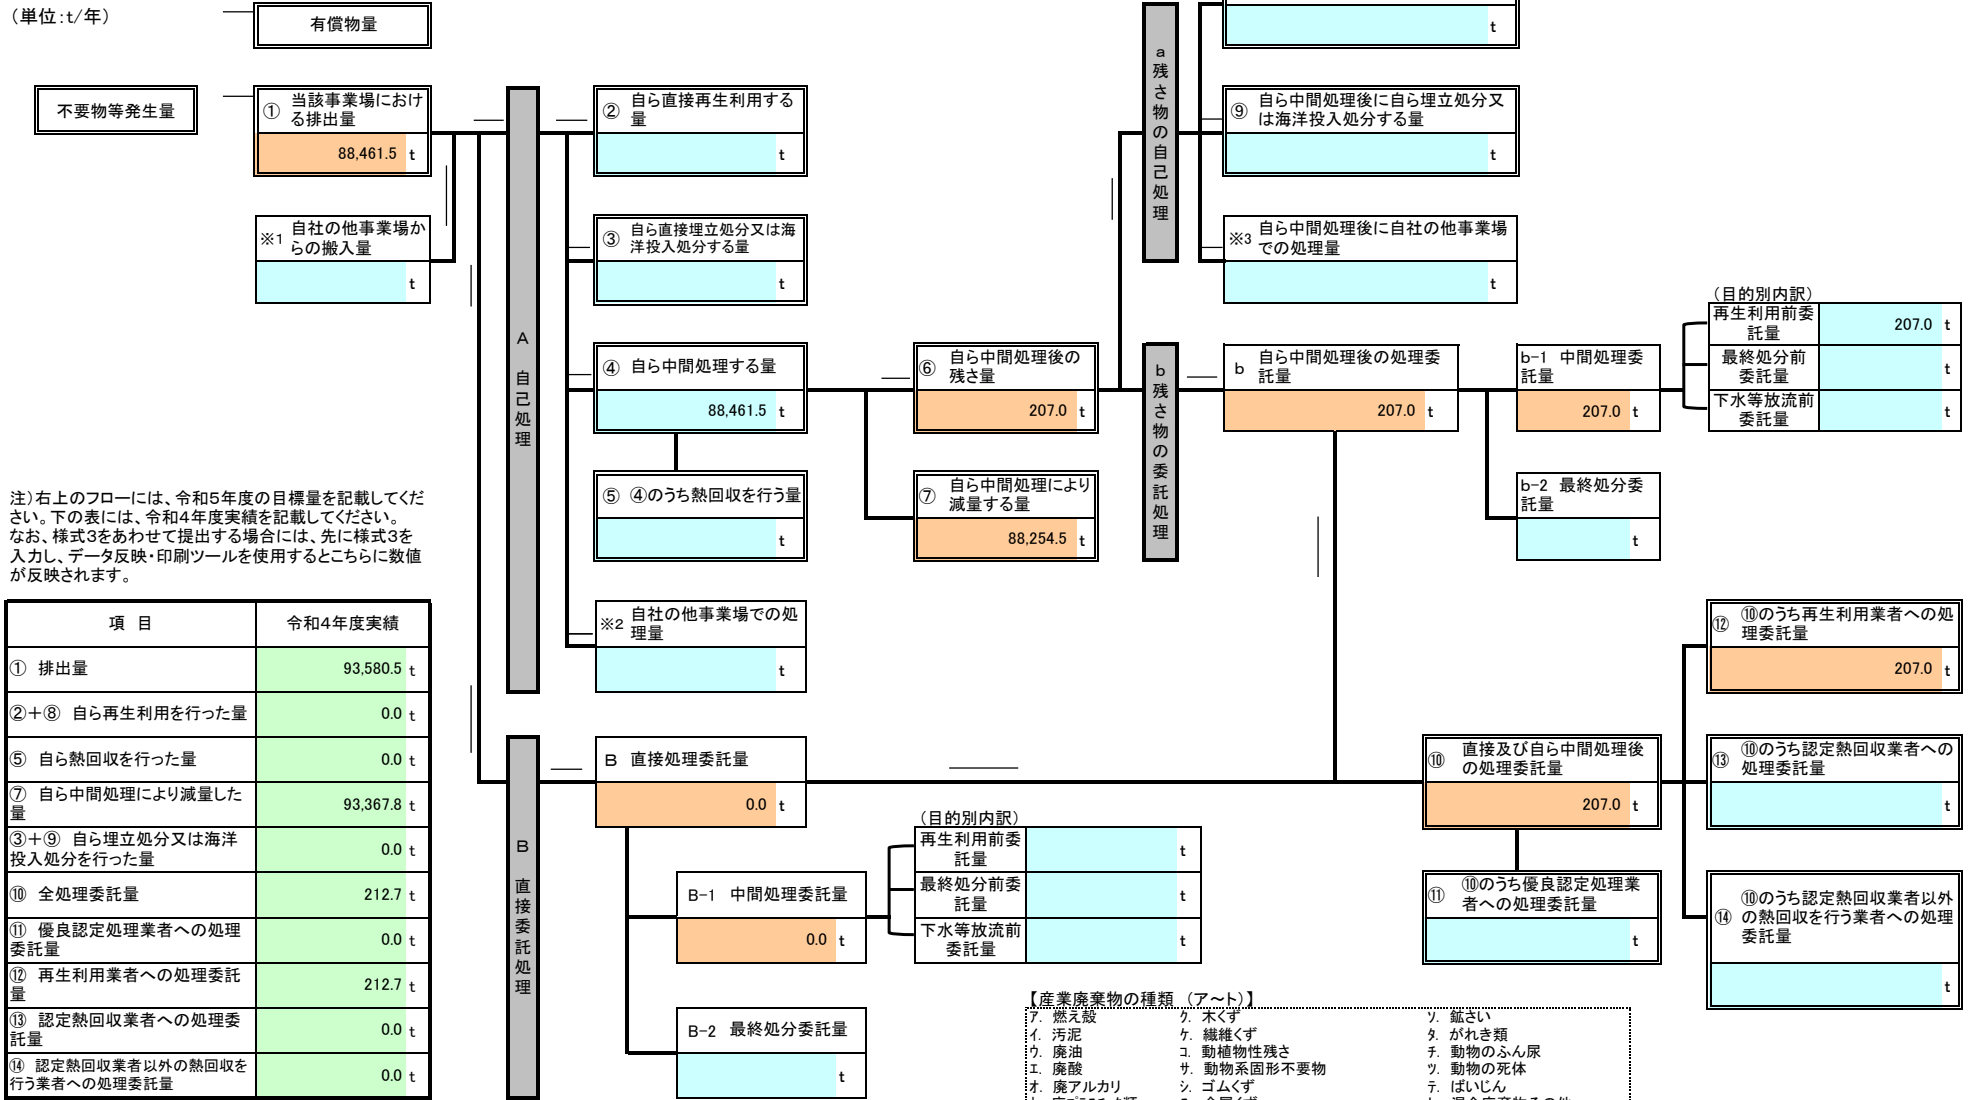 （単位：t/年）
有償物量
不要物等発生量
① 当該事業場におけ
る排出量
88,461.5 t
※1 自社の他事業場か
らの搬入量
t
A 自己処理
② 自ら直接再生利用する
量
t
③ 自ら直接埋立処分又は海
洋投入処分する量
t
④ 自ら中間処理する量
88,461.5 t
⑤ ④のうち熱回収を行う量
t
※2 自社の他事業場での処
理量
t
⑥ 自ら中間処理後の
残さ量
207.0 t
⑦ 自ら中間処理により
減量する量
88,254.5 t
a 残さ物の自己処理
t
⑨ 自ら中間処理後に自ら埋立処分又
は海洋投入処分する量
t
※3 自ら中間処理後に自社の他事業場
での処理量
t
b 残さ物の委託処理
b 自ら中間処理後の処理委
託量
207.0 t
b-1 中間処理委
託量
207.0 t
b-2 最終処分委
託量
t
（目的別内訳）
再生利用前委
託量
207.0 t
最終処分前
委託量
t
下水等放流前
委託量
t
注）右上のフローには、令和５年度の目標量を記載してくだ
さい。下の表には、令和４年度実績を記載してください。
なお、様式３をあわせて提出する場合には、先に様式３を
入力し、データ反映・印刷ツールを使用するとこちらに数値
が反映されます。
項 目 令和４年度実績
① 排出量 93,580.5 t
②＋⑧ 自ら再生利用を行った量 0.0 t
⑤ 自ら熱回収を行った量 0.0 t
⑦ 自ら中間処理により減量した
量 93,367.8 t
③＋⑨ 自ら埋立処分又は海洋
投入処分を行った量 0.0 t
⑩ 全処理委託量 212.7 t
⑪ 優良認定処理業者への処理
委託量 0.0 t
⑫ 再生利用業者への処理委託
量 212.7 t
⑬ 認定熱回収業者への処理委
託量 0.0 t
⑭ 認定熱回収業者以外の熱回収を
行う業者への処理委託量 0.0 t
B 直接委託処理
B 直接処理委託量
0.0 t
B-1 中間処理委託量
0.0 t
B-2 最終処分委託量
t
（目的別内訳）
再生利用前委
託量
t
最終処分前委
託量
t
下水等放流前
委託量
t
⑩ 直接及び自ら中間処理後
の処理委託量
207.0 t
⑪ ⑩のうち優良認定処理業
者への処理委託量
t
⑫ ⑩のうち再生利用業者への処
理委託量
207.0 t
⑬ ⑩のうち認定熱回収業者への
処理委託量
t
⑭ ⑩のうち認定熱回収業者以外
の熱回収を行う業者への処理
委託量
t
【産業廃棄物の種類 （ア～ト）】
ｱ. 燃え殻 ｸ. 木くず ｿ. 鉱さい
ｲ. 汚泥 ｹ. 繊維くず ﾀ. がれき類
ｳ. 廃油 ｺ. 動植物性残さ ﾁ. 動物のふん尿
ｴ. 廃酸 ｻ. 動物系固形不要物 ﾂ. 動物の死体
ｵ. 廃アルカリ ｼ. ゴムくず ﾃ. ばいじん